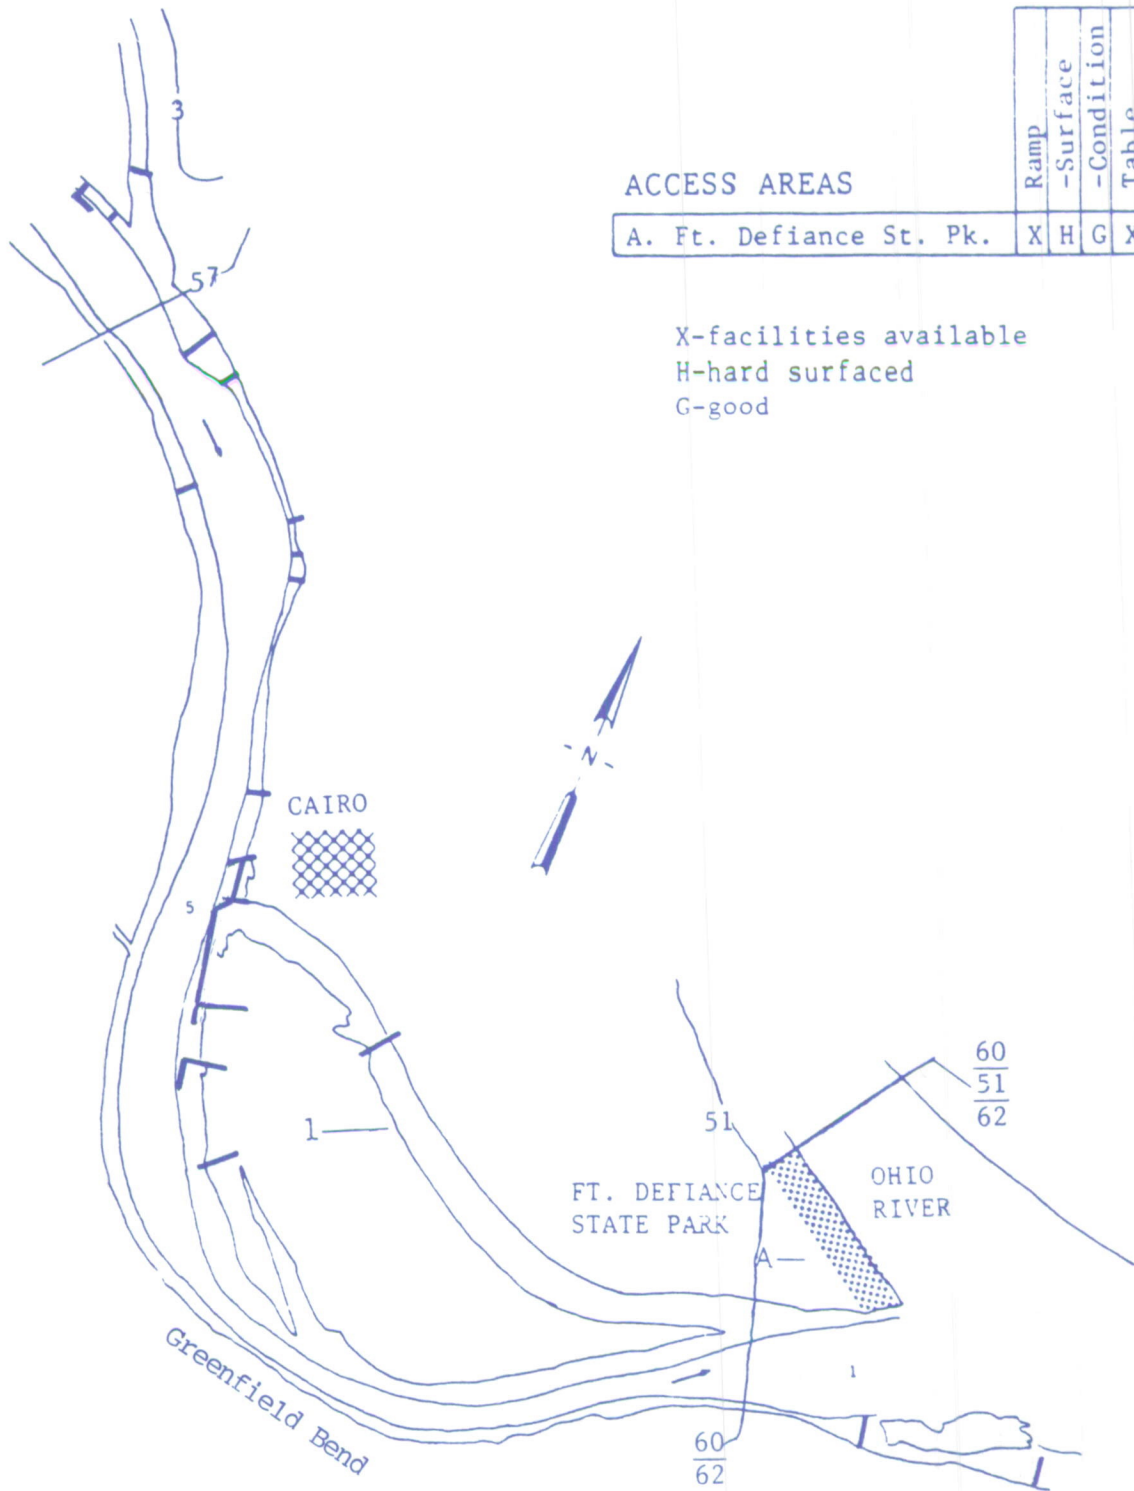 3
Ramp
-Surface
-Condition
Table
ACCESS AREAS
A. Ft. Defiance St. Pk. X H G X
57
X-facilities available
H-hard surfaced
G-good
-N-
CAIRO
5
1
51
60
51
62
FT. DEFIANCE
STATE PARK
OHIO
RIVER
A
1
Greenfield Bend
60
62